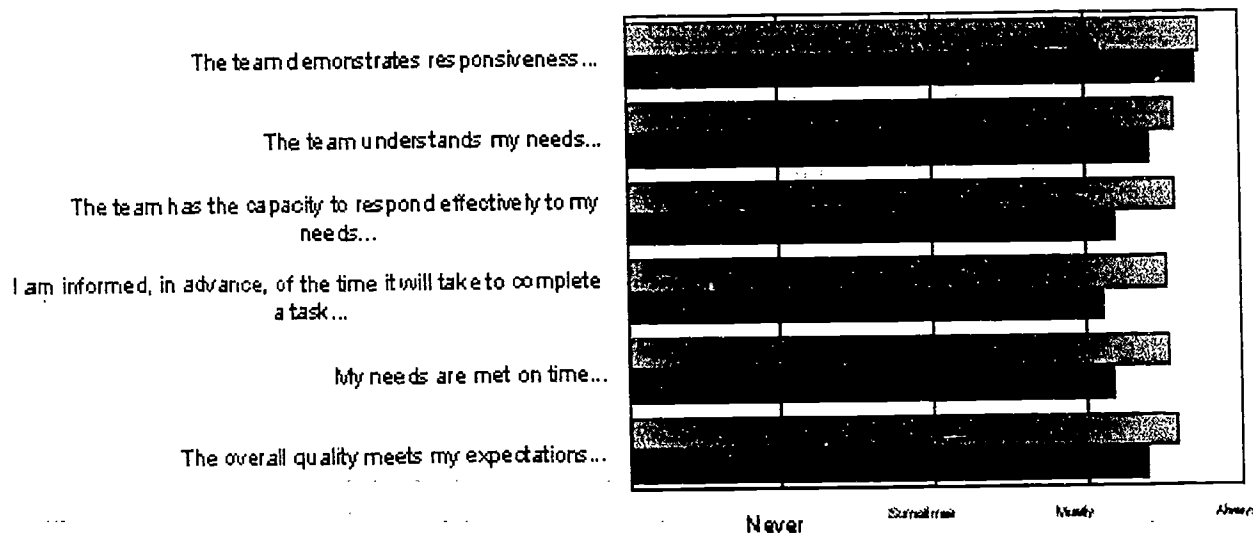 The team demonstrates responsiveness...
The team understands my needs...
The team has the capacity to respond effectively to my
needs...
I am informed, in advance, of the time it will take to complete
a task...
My needs are met on time...
The overall quality meets my expectations...
Never Sometimes Mostly Always